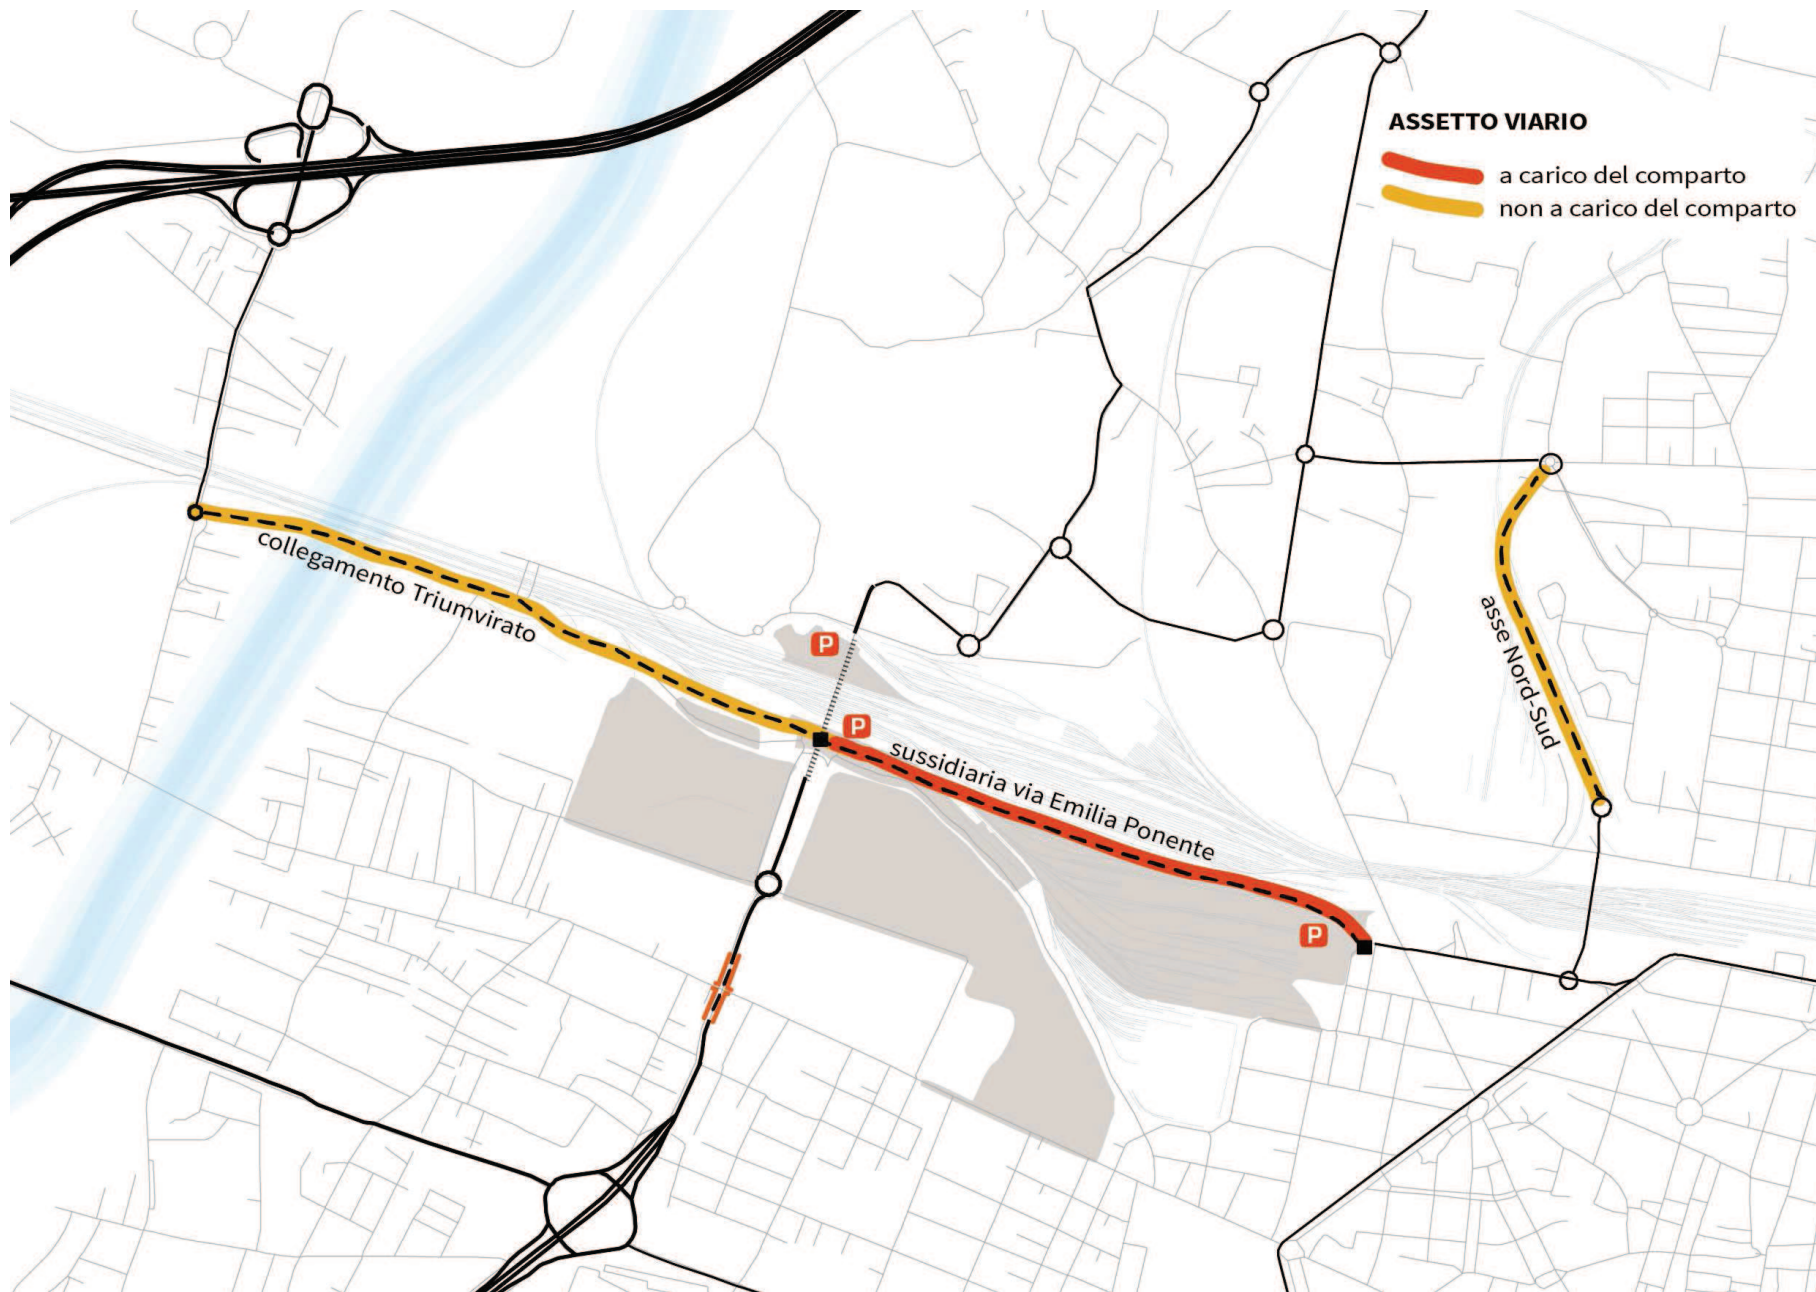 ASSETTO VIARIO
a carico del comparto
non a carico del comparto
collegamento Triumvirato
asse Nord-Sud
P
P
sussidiaria via Emilia Ponente
P